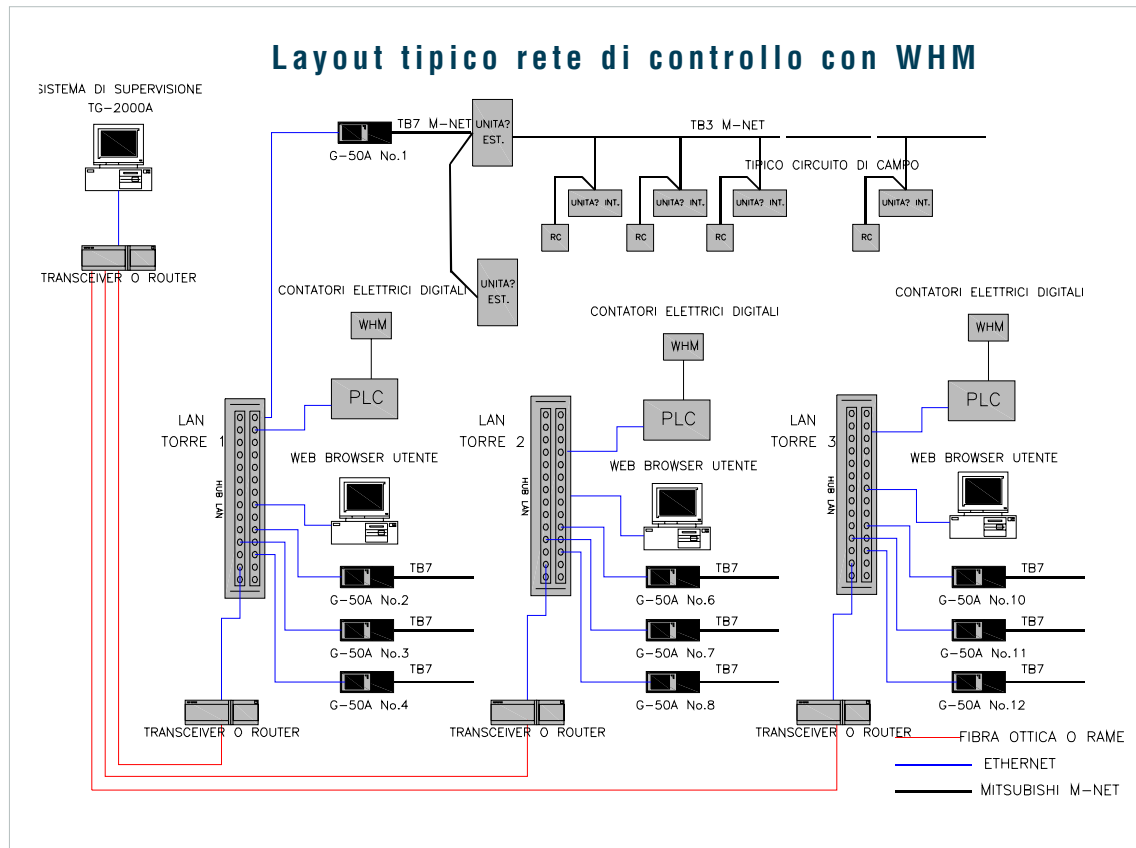 Layout tipico rete di controllo con WHM
SISTEMA DI SUPERVISIONE
TG-2000A
TB7 M-NET
UNITA? EST.
TB3 M-NET
G-50A No.1
TIPICO CIRCUITO DI CAMPO
UNITA? INT.
UNITA? INT.
UNITA? INT.
UNITA? INT.
RC
RC
RC
RC
TRANSCEIVER O ROUTER
UNITA? EST.
CONTATORI ELETTRICI DIGITALI
CONTATORI ELETTRICI DIGITALI
CONTATORI ELETTRICI DIGITALI
WHM
WHM
WHM
PLC
PLC
PLC
LAN
TORRE 1
LAN
TORRE 2
LAN
TORRE 3
HUB LAN
HUB LAN
HUB LAN
WEB BROWSER UTENTE
WEB BROWSER UTENTE
WEB BROWSER UTENTE
TB7
G-50A No.2
TB7
G-50A No.6
TB7
G-50A No.10
TB7
G-50A No.3
TB7
G-50A No.7
TB7
G-50A No.11
TB7
G-50A No.4
TB7
G-50A No.8
TB7
G-50A No.12
TRANSCEIVER O ROUTER
TRANSCEIVER O ROUTER
TRANSCEIVER O ROUTER
FIBRA OTTICA O RAME
ETHERNET
MITSUBISHI M-NET